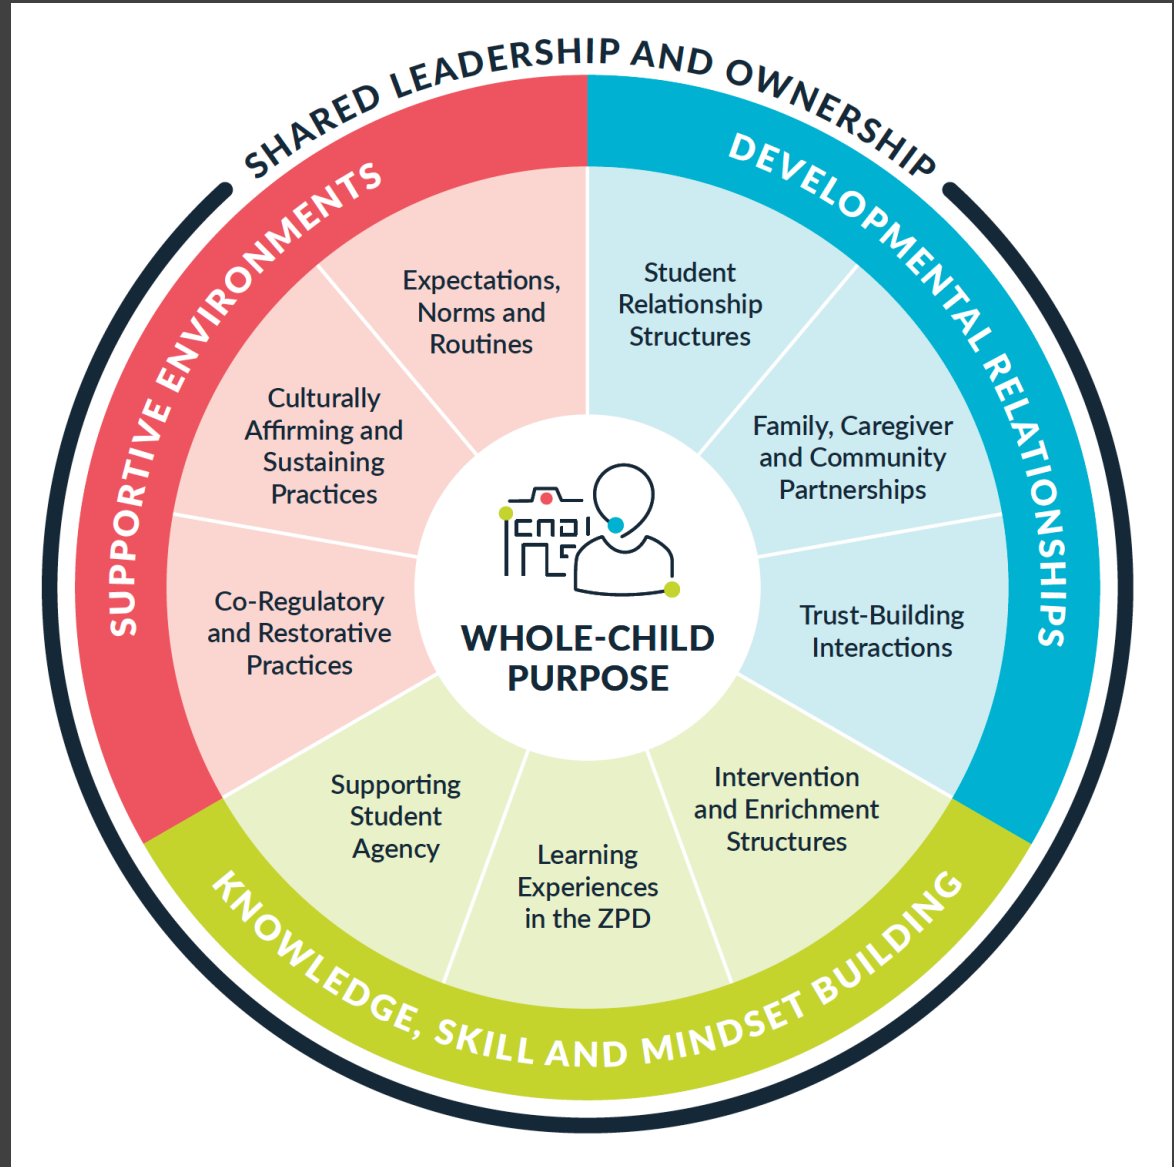 SHARED LEADERSHIP AND OWNERSHIP
SUPPORTIVE ENVIRONMENTS
DEVELOPMENTAL RELATIONSHIPS
Expectations,
Norms and
Routines
Student
Relationship
Structures
Culturally
Affirming and
Sustaining
Practices
Family, Caregiver
and Community
Partnerships
Co-Regulatory
and Restorative
Practices
Trust-Building
Interactions
WHOLE-CHILD
PURPOSE
Supporting
Student
Agency
Learning
Experiences
in the ZPD
Intervention
and Enrichment
Structures
KNOWLEDGE, SKILL AND MINDSET BUILDING